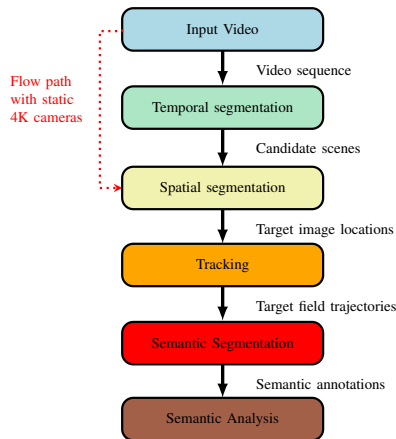 Input Video
Video sequence
Flow path
with static
4K cameras
Temporal segmentation
Candidate scenes
Spatial segmentation
Target image locations
Tracking
Target field trajectories
Semantic Segmentation
Semantic annotations
Semantic Analysis